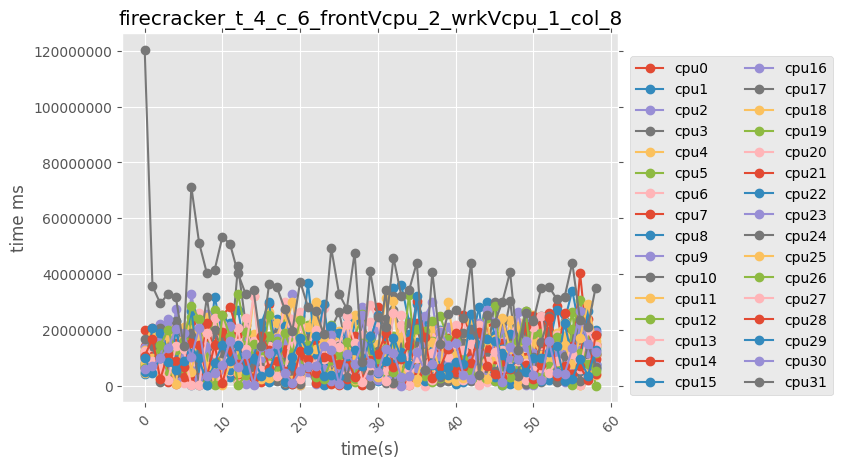 firecracker_t_4_c_6_frontVcpu_2_wrkVcpu_1_col_8
120000000
100000000
80000000
60000000
40000000
20000000
0
time ms
0
10
20
30
40
50
60
time(s)
cpu0
cpu1
cpu2
cpu3
cpu4
cpu5
cpu6
cpu7
cpu8
cpu9
cpu10
cpu11
cpu12
cpu13
cpu14
cpu15
cpu16
cpu17
cpu18
cpu19
cpu20
cpu21
cpu22
cpu23
cpu24
cpu25
cpu26
cpu27
cpu28
cpu29
cpu30
cpu31